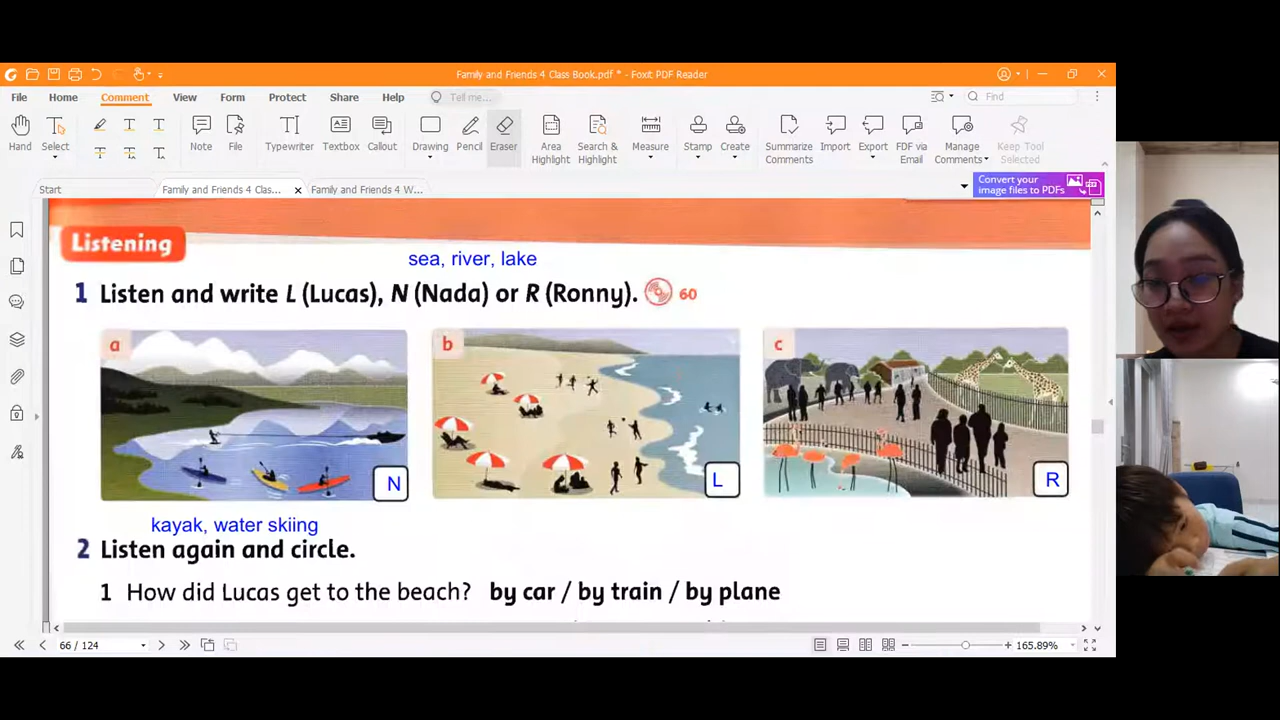 Family and Friends 4 Class Book.pdf * - Foxit PDF Reader
File Home Comment View Form Protect Share Help Tell me... Find
Hand Select Note File Typewriter Textbox Callout Drawing Pencil Eraser Area Highlight Search & Highlight Measure Stamp Create Summarize Comments Import Export PDF via Email Manage Comments Keep Tool Selected
Start Family and Friends 4 Clas... Family and Friends 4 W... Convert your image files to PDFs
Listening
sea, river, lake
1 Listen and write L (Lucas), N (Nada) or R (Ronny). 60
a b c
N L R
kayak, water skiing
2 Listen again and circle.
1 How did Lucas get to the beach? by car / by train / by plane
66 / 124 165.89%